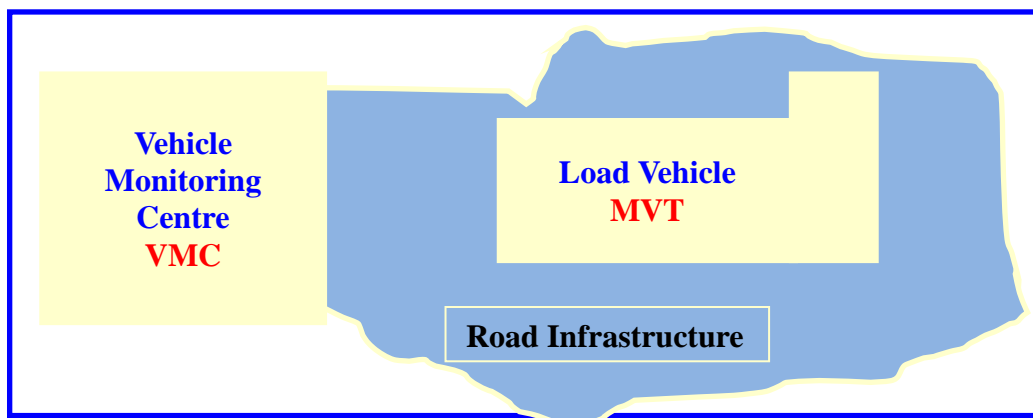 Vehicle
Monitoring
Centre
VMC
Load Vehicle
MVT
Road Infrastructure